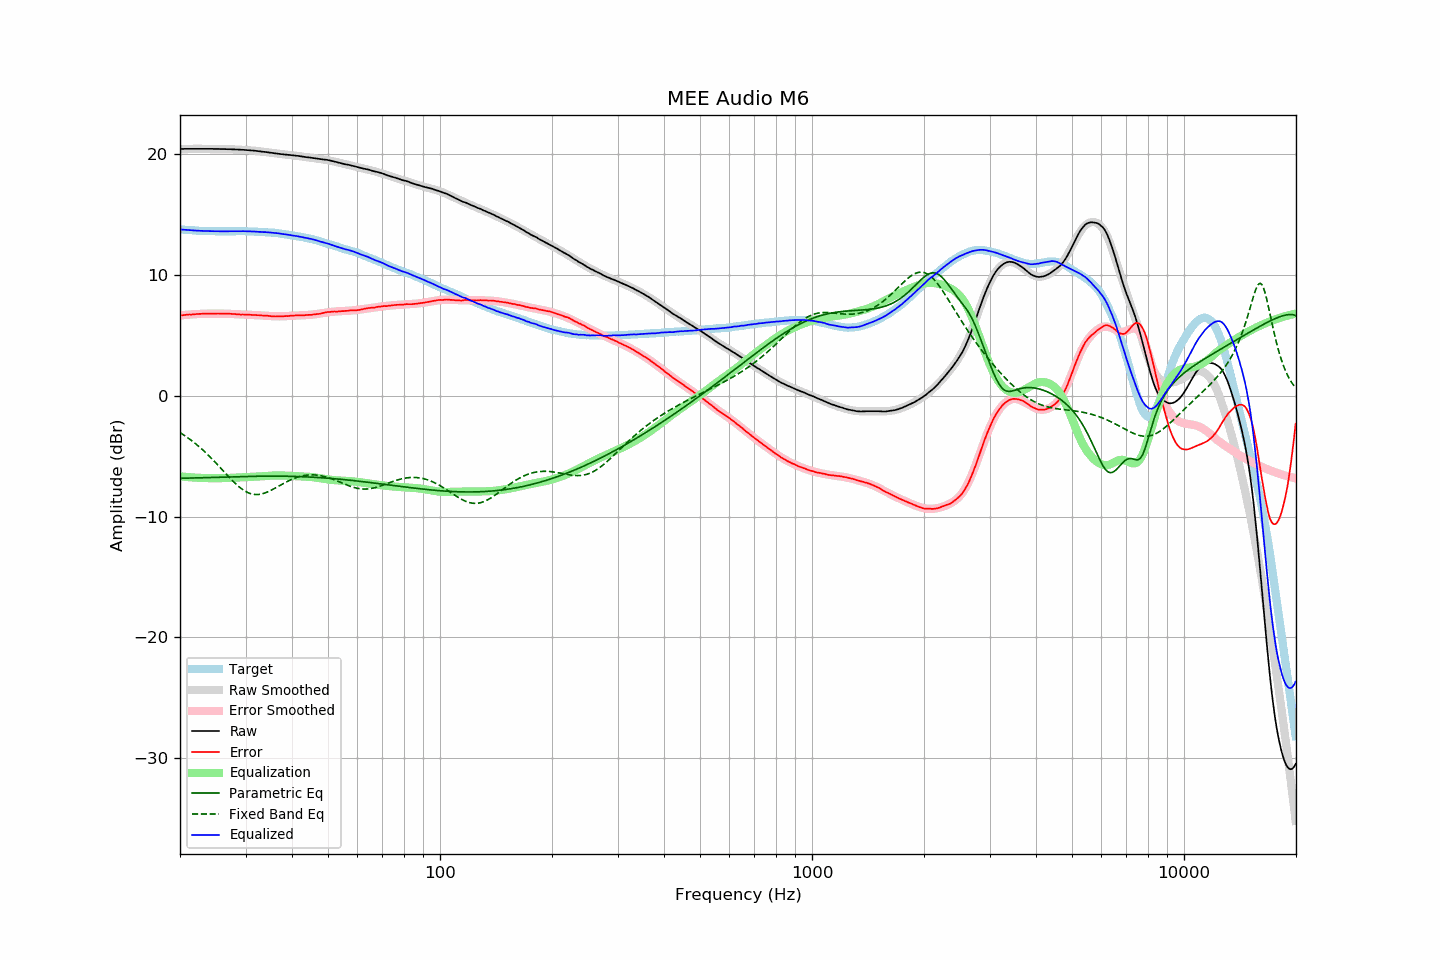 MEE Audio M6
20
10
0
−10
−20
−30
Amplitude (dBr)
Target
Raw Smoothed
Error Smoothed
Raw
Error
Equalization
Parametric Eq
Fixed Band Eq
Equalized
100
1000
10000
Frequency (Hz)